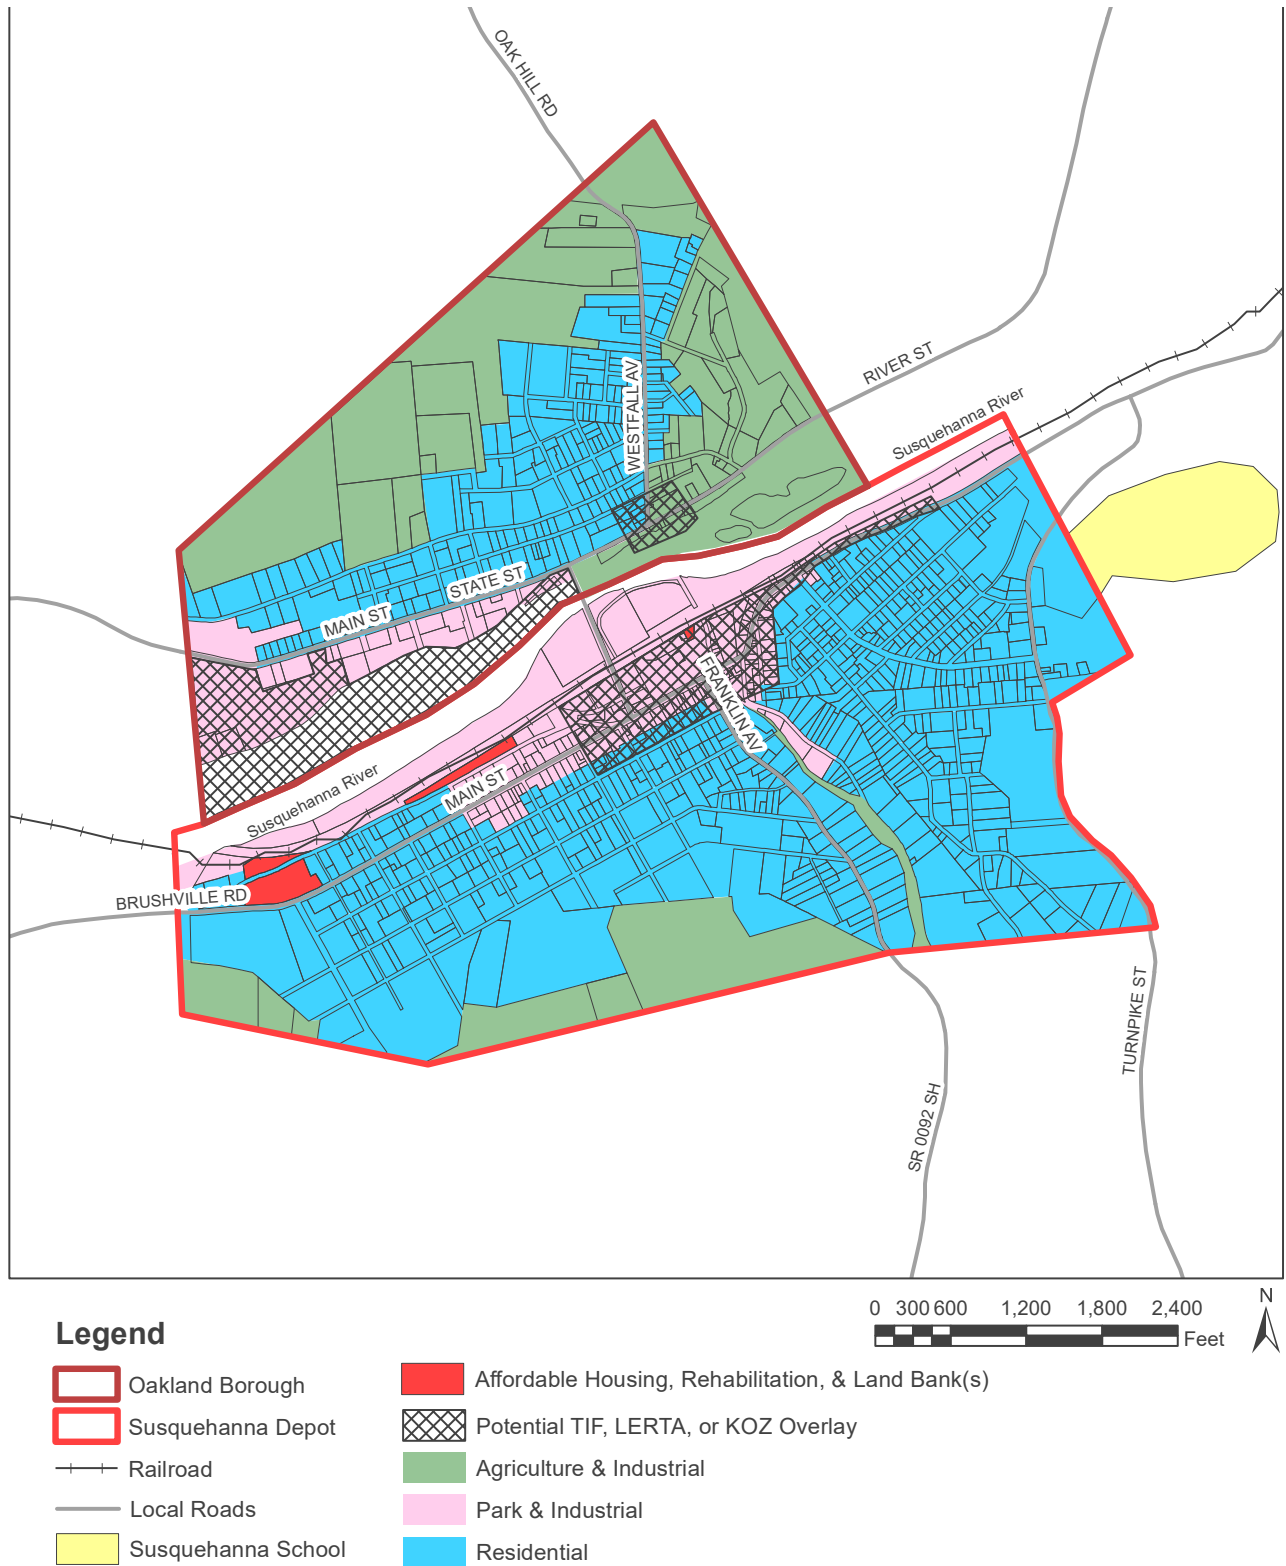 OAK HILL RD
RIVER ST
WESTFALL AV
Susquehanna River
STATE ST
MAIN ST
FRANKLIN AV
Susquehanna River
MAIN ST
BRUSHVILLE RD
TURNPIKE ST
SR 0092 SH
0 300 600 1,200 1,800 2,400
Feet
N
Legend
Oakland Borough
Susquehanna Depot
Railroad
Local Roads
Susquehanna School
Affordable Housing, Rehabilitation, & Land Bank(s)
Potential TIF, LERTA, or KOZ Overlay
Agriculture & Industrial
Park & Industrial
Residential